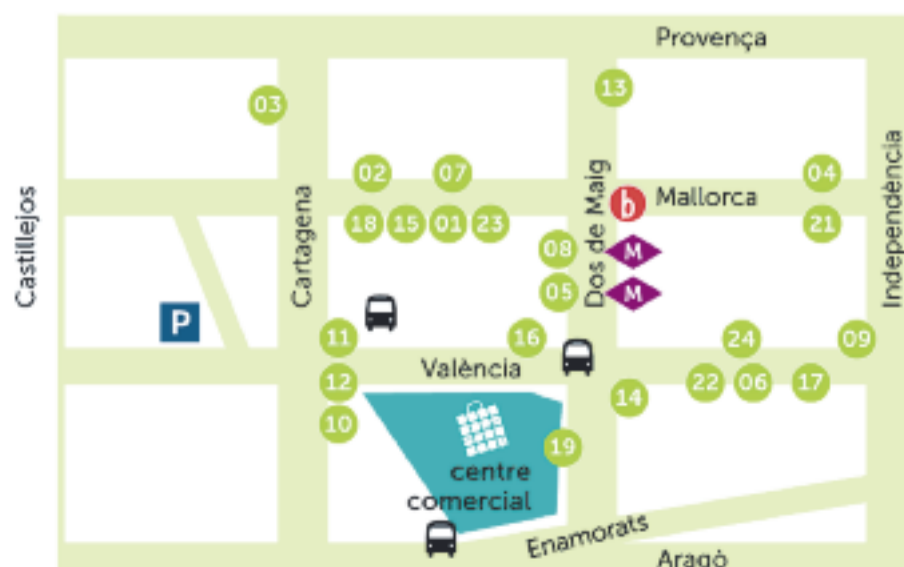 Provença
13
03
02
07
04
Castillejos
Cartagena
Dos de Maig
b
Mallorca
Independència
18
15
01
23
21
08
M
05
M
P
11
16
24
09
València
12
22
06
17
14
10
19
centre
comercial
Enamorats
Aragó